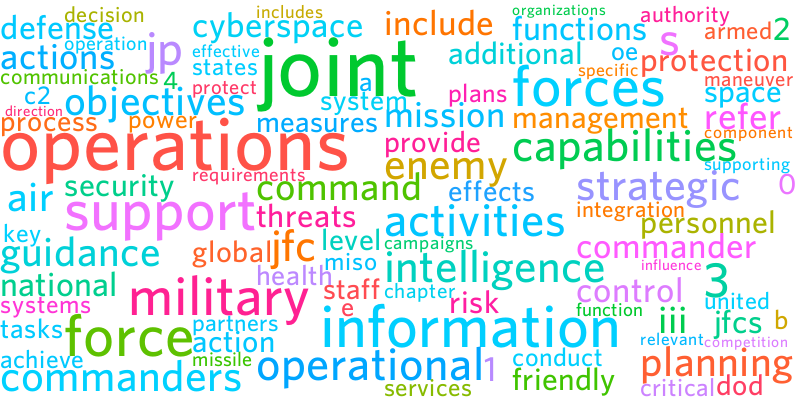 decision includes organizations authority
defense cyberspace include functions armed 2
operation jp effective joint additional oe s
actions states specific protection
communications 4 protect a forces maneuver
c2 objectives system plans space
direction mission management refer
process power measures component
operations provide capabilities
requirements enemy supporting
security command effects strategic 0
air support threats activities integration
key level campaigns personnel
guidance global jfc miso intelligence commander
health influence
national military staff chapter risk control 3
systems e function united
tasks force partners information iii jfcs b
action relevant competition
achieve missile operational 1 conduct planning
commanders services friendly critical dod